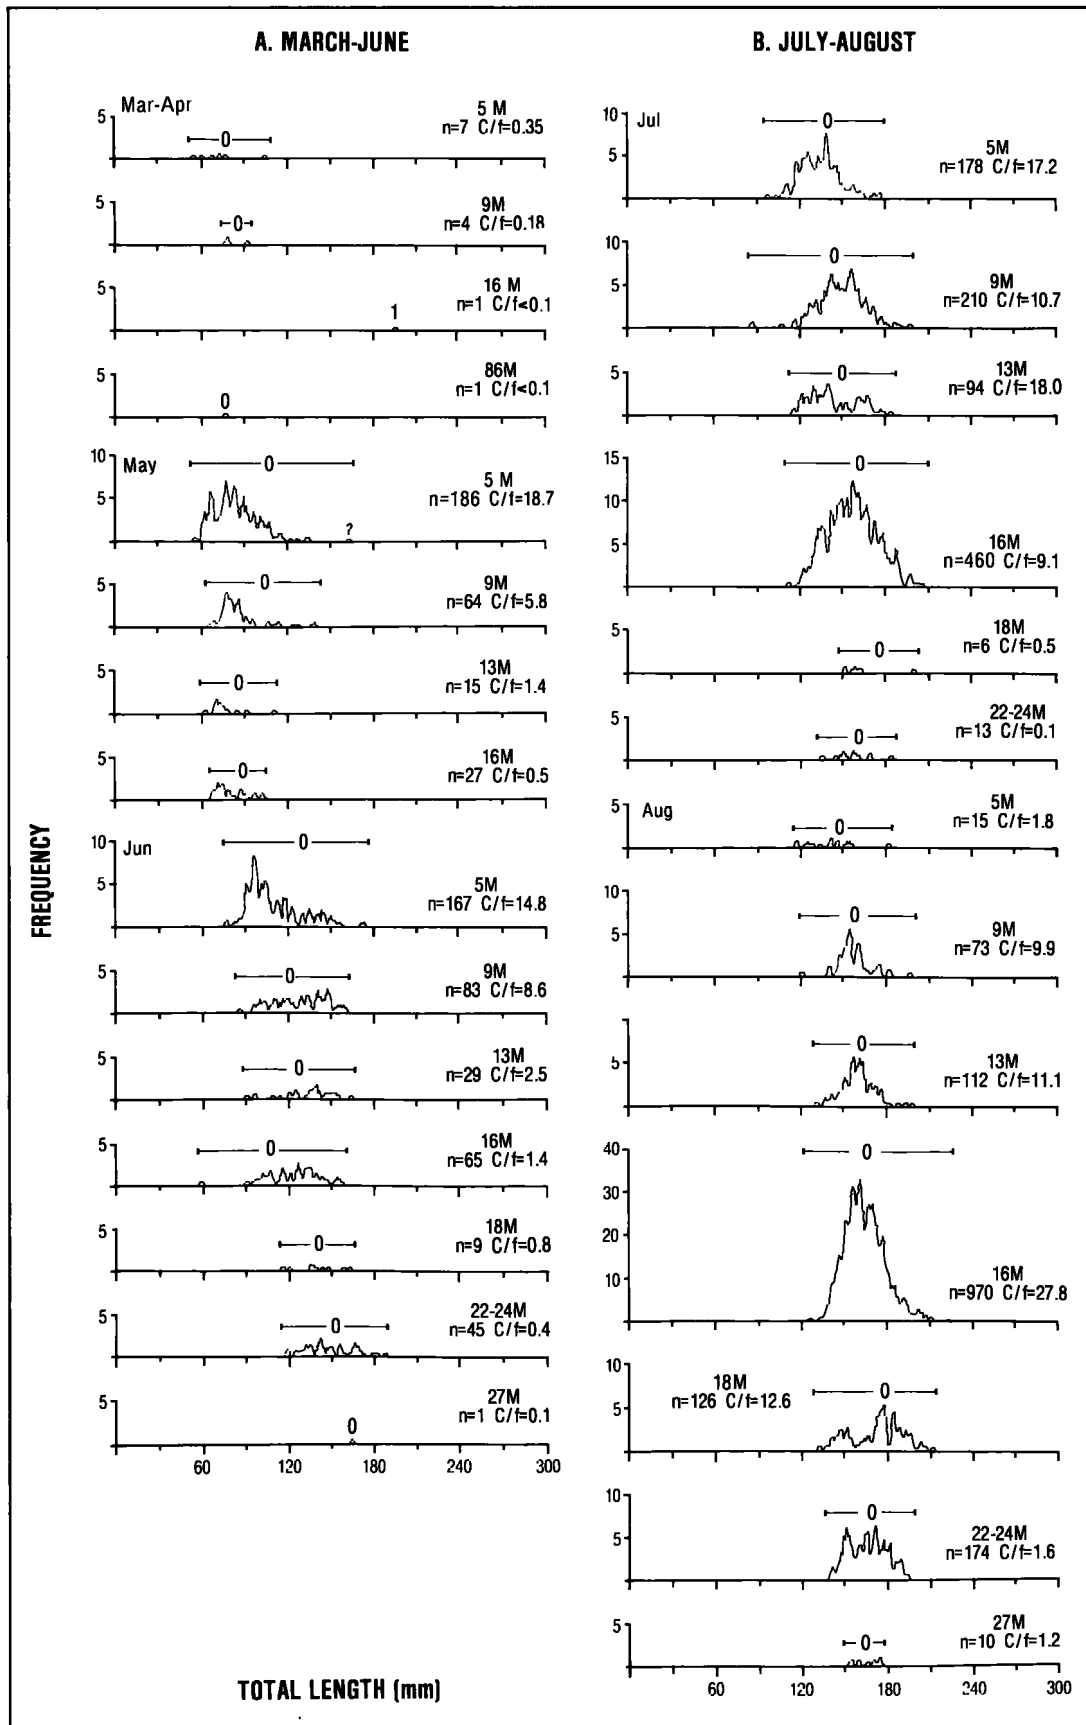 A. MARCH-JUNE
Mar-Apr
5
0
5 M
n=7 C/f=0.35
5
0
9M
n=4 C/f=0.18
5
1
16 M
n=1 C/f<0.1
5
0
86M
n=1 C/f<0.1
May
10
5
0
?
5 M
n=186 C/f=18.7
5
0
9M
n=64 C/f=5.8
5
0
13M
n=15 C/f=1.4
5
0
16M
n=27 C/f=0.5
Jun
10
5
0
5M
n=167 C/f=14.8
5
0
9M
n=83 C/f=8.6
5
0
13M
n=29 C/f=2.5
5
0
16M
n=65 C/f=1.4
5
0
18M
n=9 C/f=0.8
5
0
22-24M
n=45 C/f=0.4
5
0
27M
n=1 C/f=0.1
60 120 180 240 300
FREQUENCY
TOTAL LENGTH (mm)
B. JULY-AUGUST
Jul
10
5
0
5M
n=178 C/f=17.2
10
5
0
9M
n=210 C/f=10.7
5
0
13M
n=94 C/f=18.0
15
10
5
0
16M
n=460 C/f=9.1
5
0
18M
n=6 C/f=0.5
5
0
22-24M
n=13 C/f=0.1
Aug
5
0
5M
n=15 C/f=1.8
10
5
0
9M
n=73 C/f=9.9
5
0
13M
n=112 C/f=11.1
40
30
20
10
0
16M
n=970 C/f=27.8
10
5
0
18M
n=126 C/f=12.6
10
5
0
22-24M
n=174 C/f=1.6
5
0
27M
n=10 C/f=1.2
60 120 180 240 300